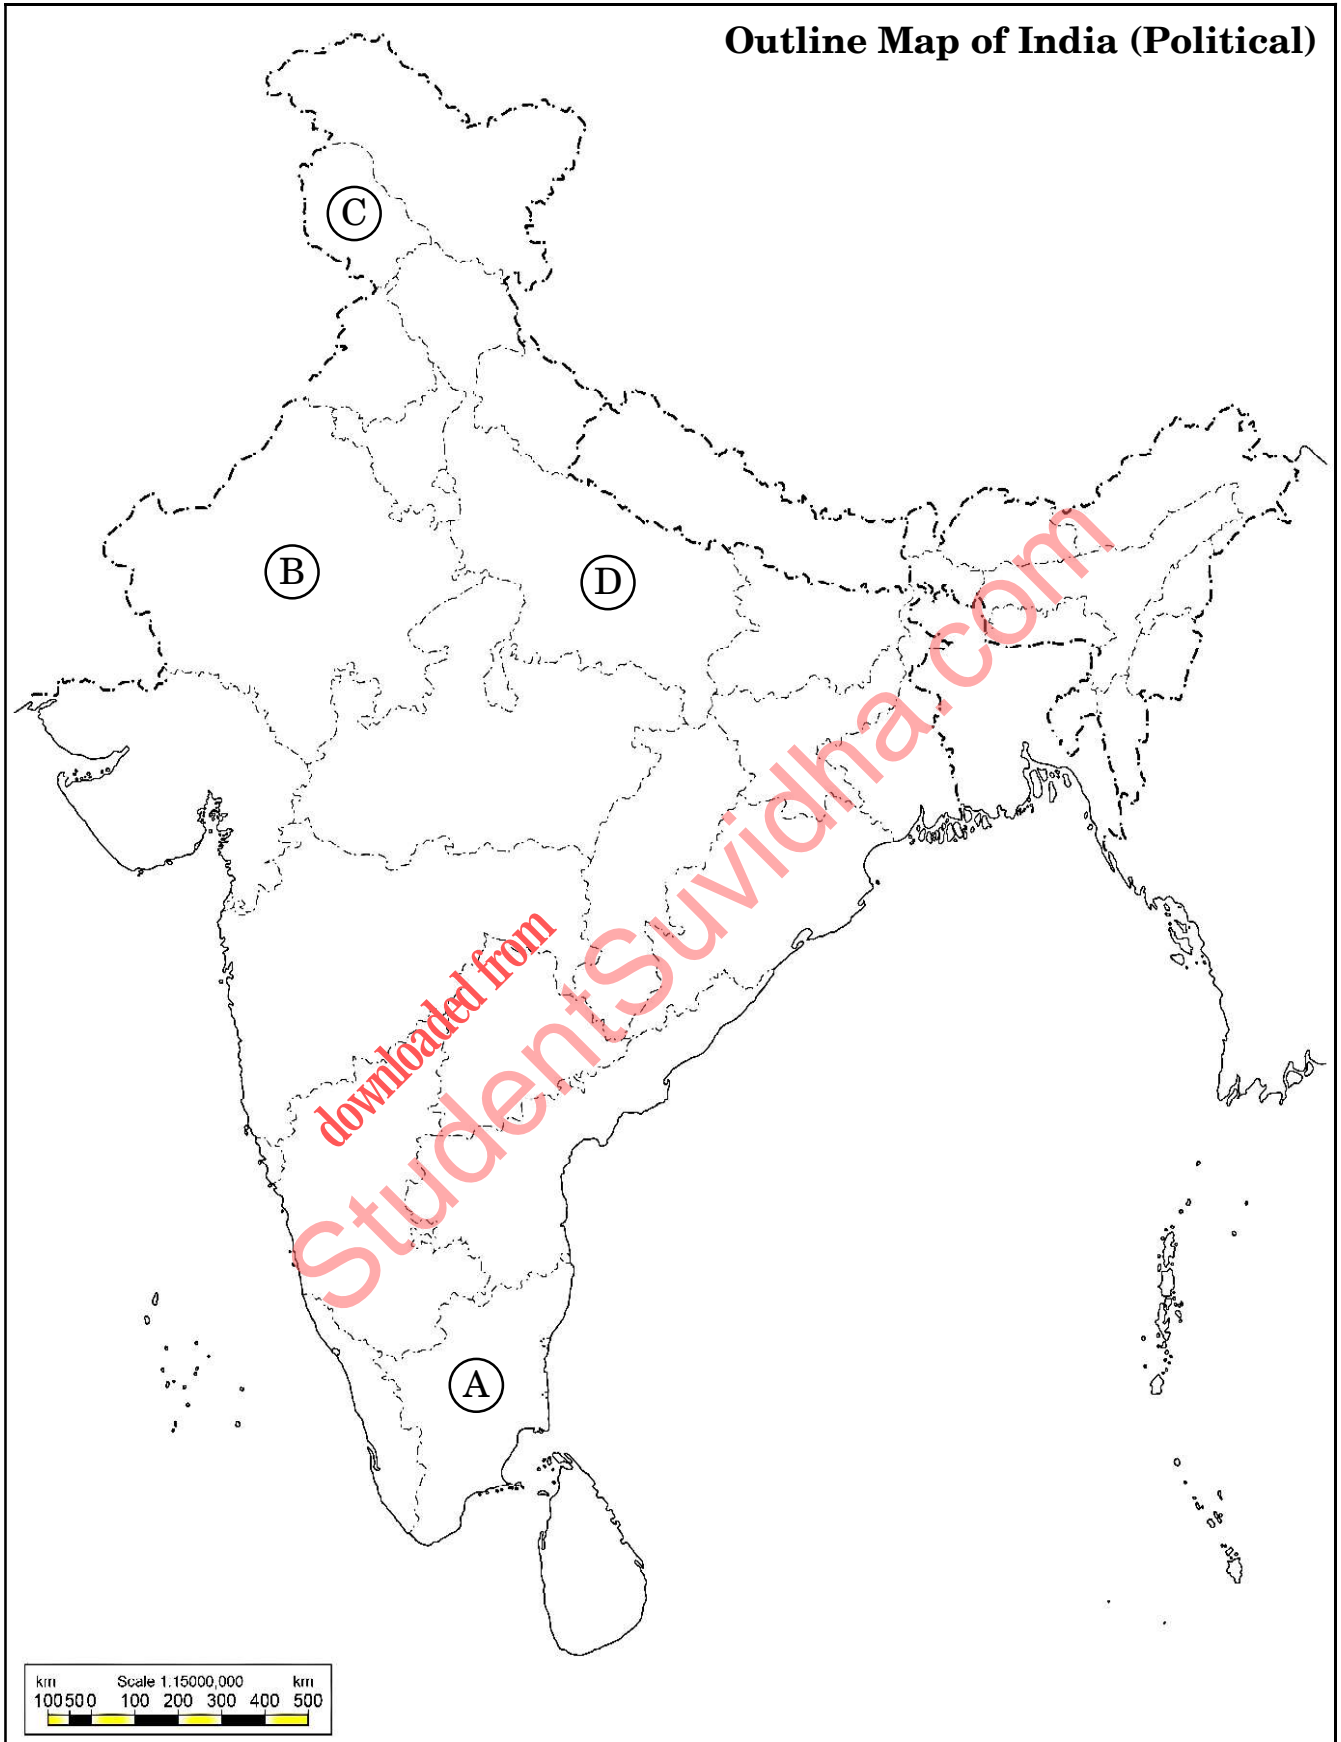 Outline Map of India (Political)
C
B
D
downloaded from
StudentSuvidha.com
A
km Scale 1:15000,000 km
100 50 0 100 200 300 400 500